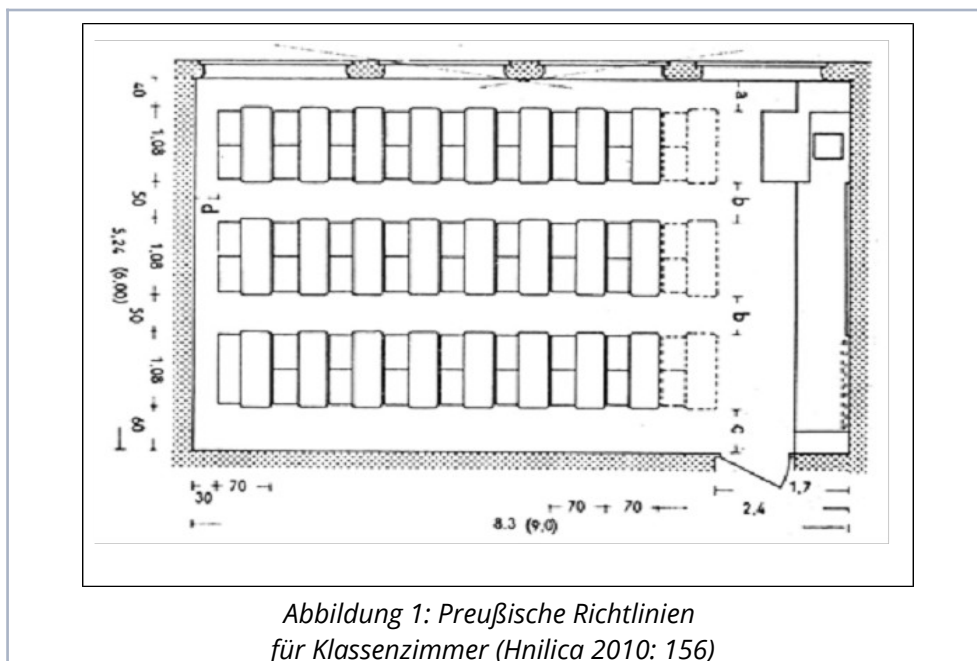 40
1,08
50
1,08
50
1,08
60
5,24 (6,00)
a
b
b
c
d
30
70
70
70
1,7
2,4
8.3 (9,0)
Abbildung 1: Preußische Richtlinien
für Klassenzimmer (Hnilica 2010: 156)